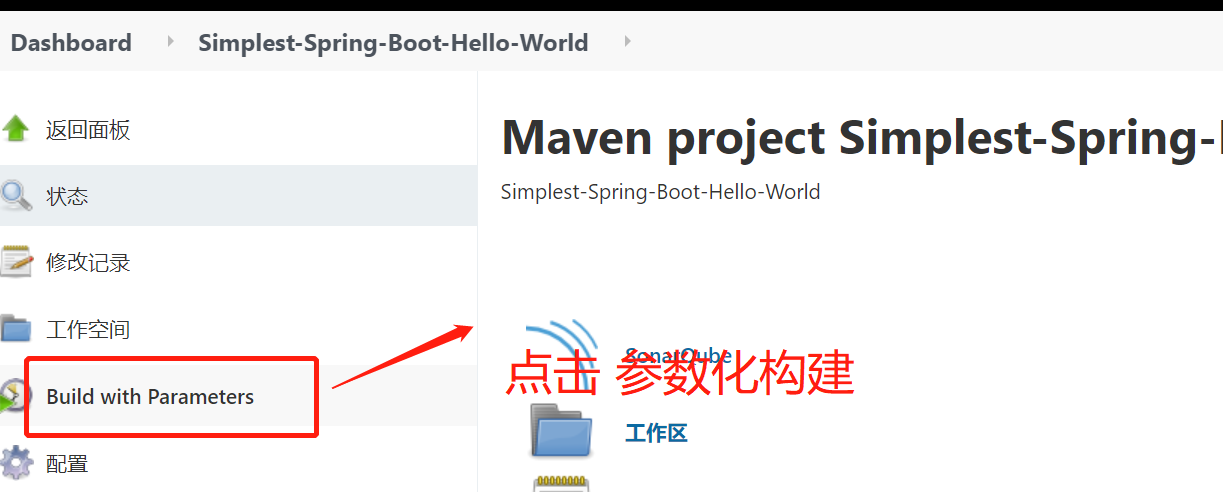 Dashboard Simplest-Spring-Boot-Hello-World
返回面板
状态
修改记录
工作空间
Build with Parameters
配置
Maven project Simplest-Spring-
Simplest-Spring-Boot-Hello-World
SonarQube
点击 参数化构建
工作区